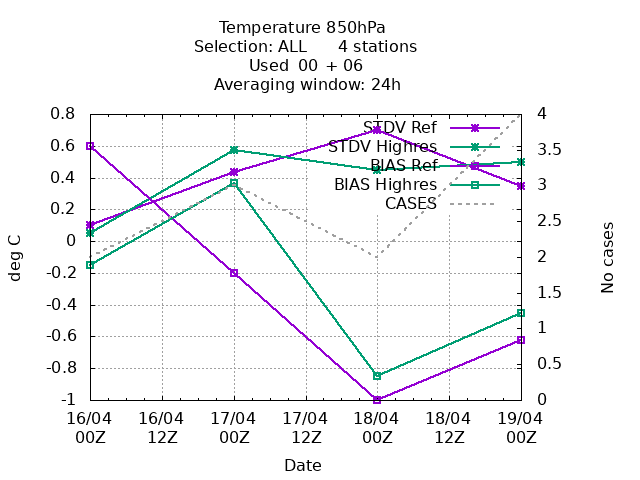 Temperature 850hPa
Selection: ALL 4 stations
Used 00 + 06
Averaging window: 24h
0.8
0.6
0.4
0.2
0
-0.2
-0.4
-0.6
-0.8
-1
deg C
4
3.5
3
2.5
2
1.5
1
0.5
0
No cases
STDV Ref
STDV Highres
BIAS Ref
BIAS Highres
CASES
16/04 16/04 17/04 17/04 18/04 18/04 19/04
00Z 12Z 00Z 12Z 00Z 12Z 00Z
Date